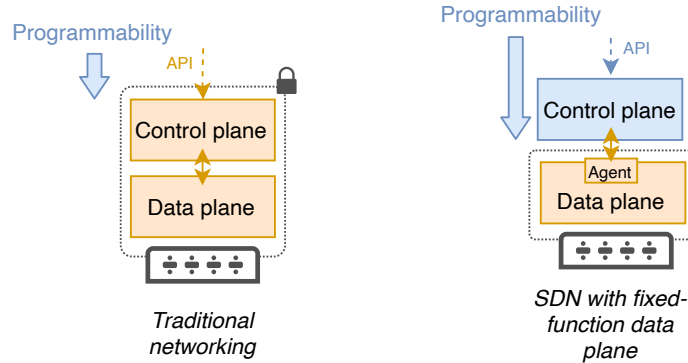 Programmability
API
Control plane
Data plane
Traditional
networking
Programmability
API
Control plane
Agent
Data plane
SDN with fixed-
function data
plane